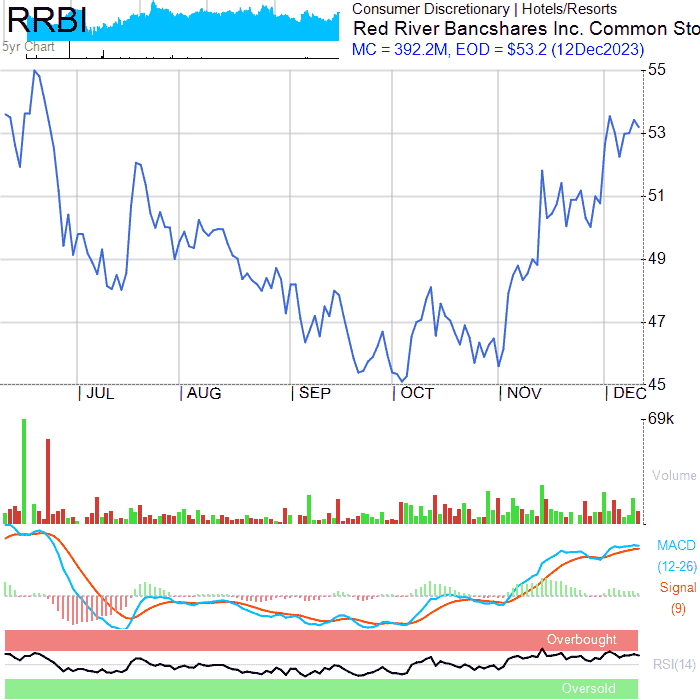 RRBI
5yr Chart
Consumer Discretionary | Hotels/Resorts
Red River Bancshares Inc. Common Sto
MC = 392.2M, EOD = $53.2 (12Dec2023)
55
53
51
49
47
45
JUL
AUG
SEP
OCT
NOV
DEC
69k
Volume
MACD
(12-26)
Signal
(9)
Overbought
RSI(14)
Oversold